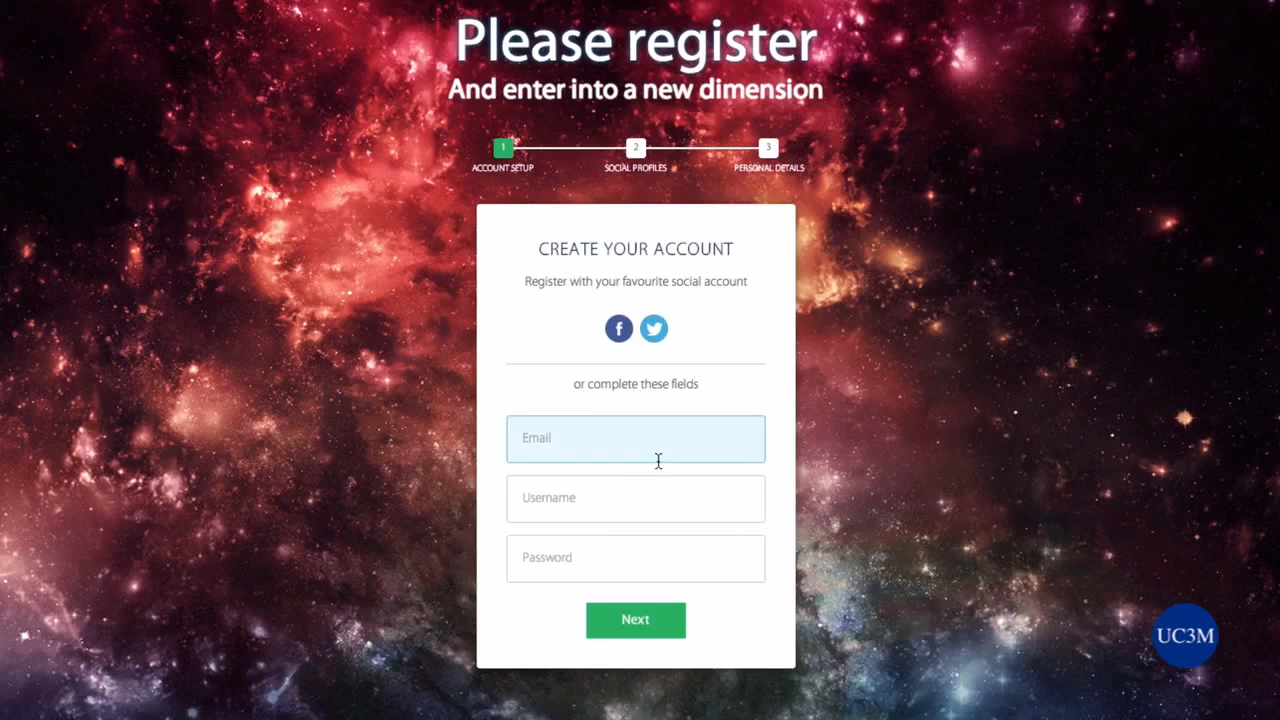 Please register
And enter into a new dimension
1 2 3
ACCOUNT SETUP SOCIAL PROFILES PERSONAL DETAILS
CREATE YOUR ACCOUNT
Register with your favourite social account
f
or complete these fields
Email
Username
Password
Next
UC3M